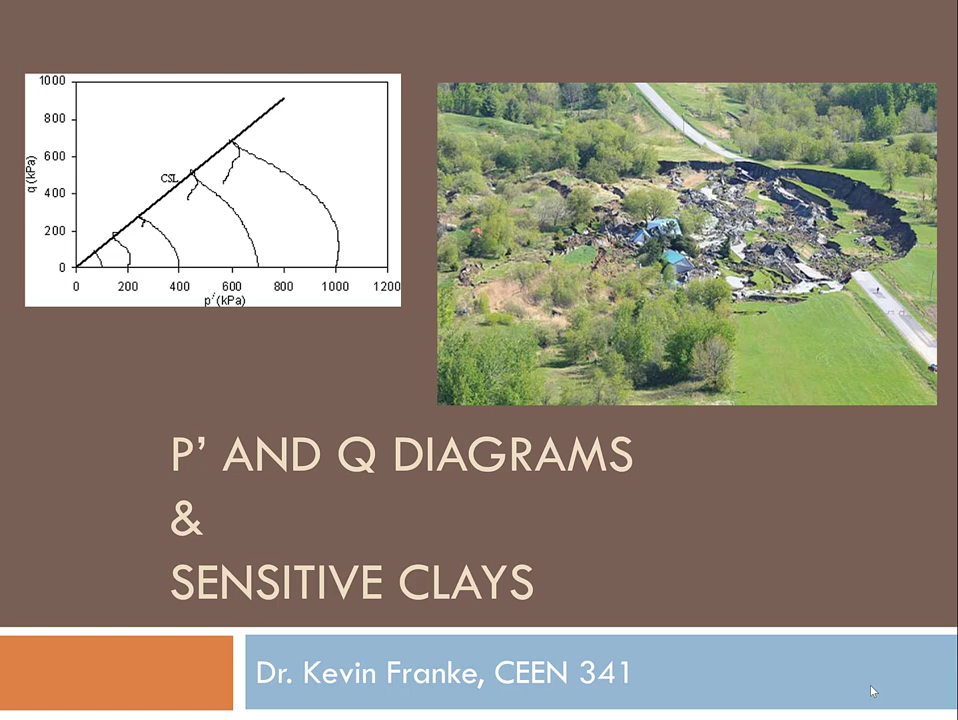 1000
800
600
400
200
0
q (kPa)
CSL
0 200 400 600 800 1000 1200
p' (kPa)
P’ AND Q DIAGRAMS
&
SENSITIVE CLAYS
Dr. Kevin Franke, CEEN 341